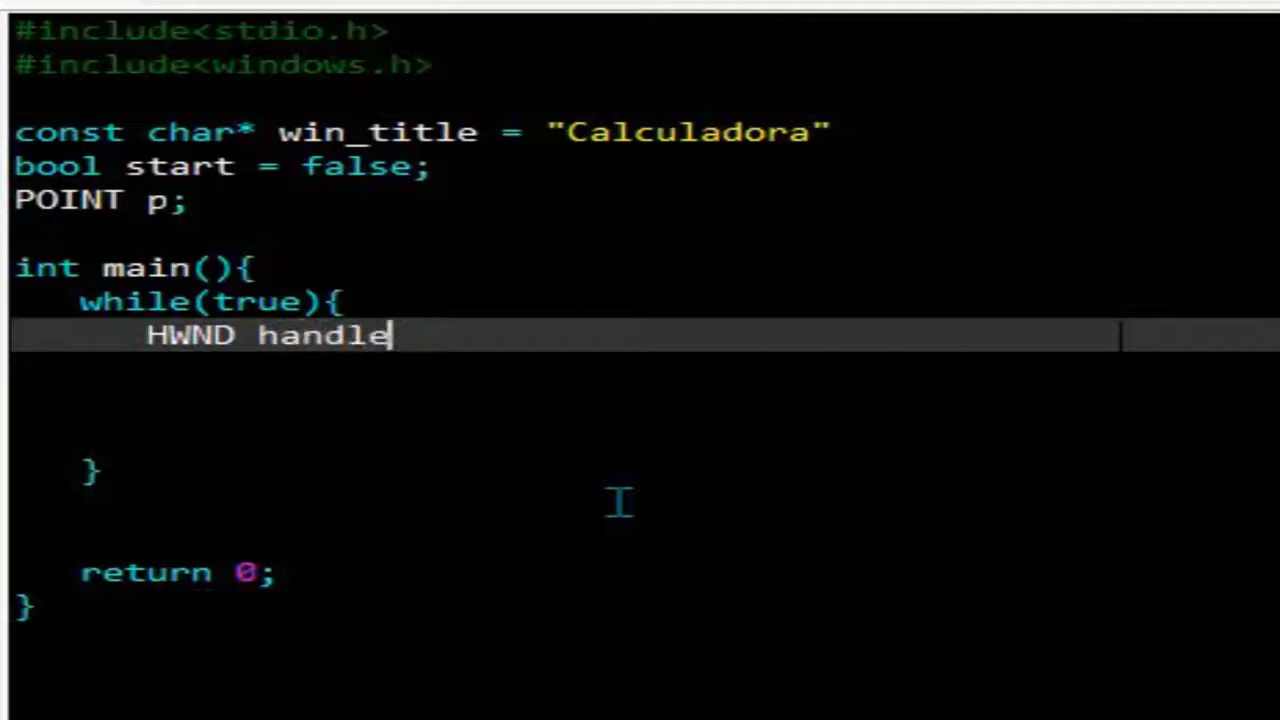 #include<stdio.h>
#include<windows.h>
const char* win_title = "Calculadora"
bool start = false;
POINT p;
int main(){
while(true){
HWND handle
}
return 0;
}